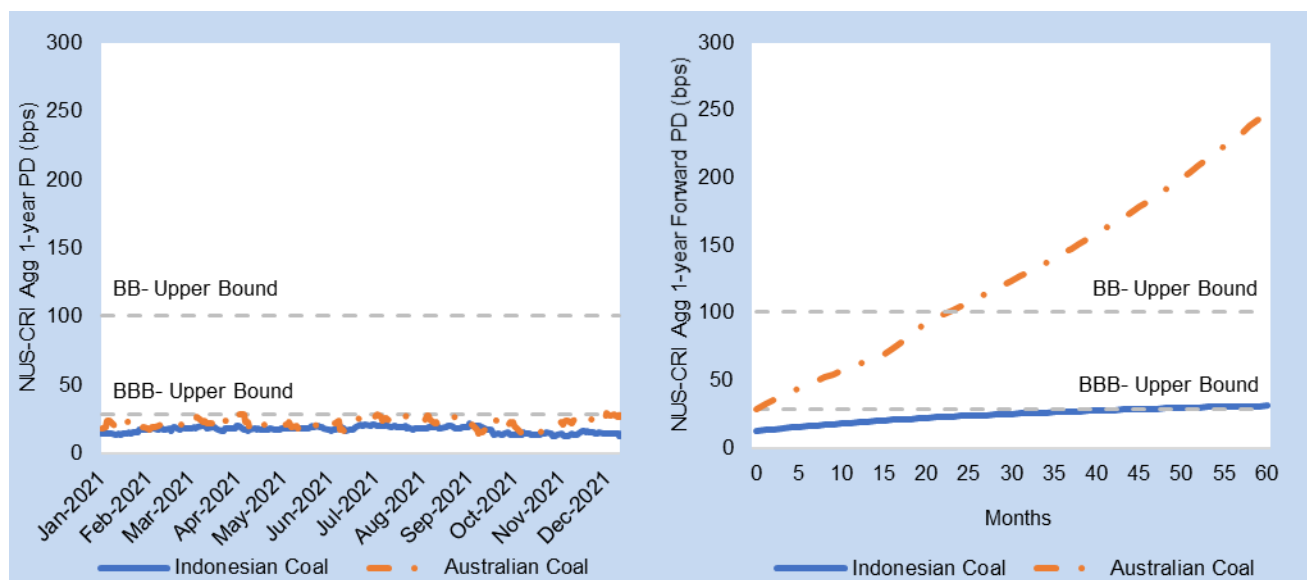 NUS-CRI Agg 1-year PD (bps)
300
250
200
150
100
50
0
BB- Upper Bound
BBB- Upper Bound
Jan-2021
Feb-2021
Mar-2021
Apr-2021
May-2021
Jun-2021
Jul-2021
Aug-2021
Sep-2021
Oct-2021
Nov-2021
Dec-2021
Indonesian Coal
Australian Coal
NUS-CRI Agg 1-year Forward PD (bps)
300
250
200
150
100
50
0
BB- Upper Bound
BBB- Upper Bound
0 5 10 15 20 25 30 35 40 45 50 55 60
Months
Indonesian Coal
Australian Coal